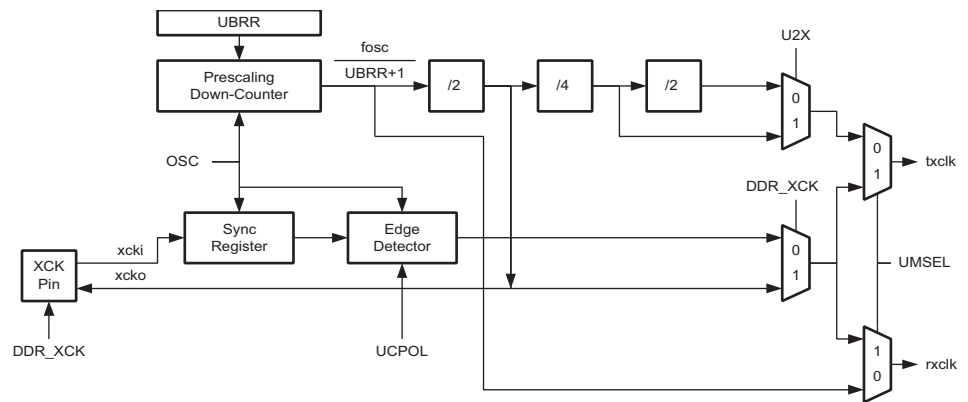 UBRR
U2X
fosc
UBRR+1
Prescaling
Down-Counter
/2
/4
/2
0
1
OSC
0
1
txclk
DDR_XCK
Sync
Register
Edge
Detector
xcki
XCK
Pin
xcko
0
1
UMSEL
DDR_XCK
UCPOL
1
0
rxclk